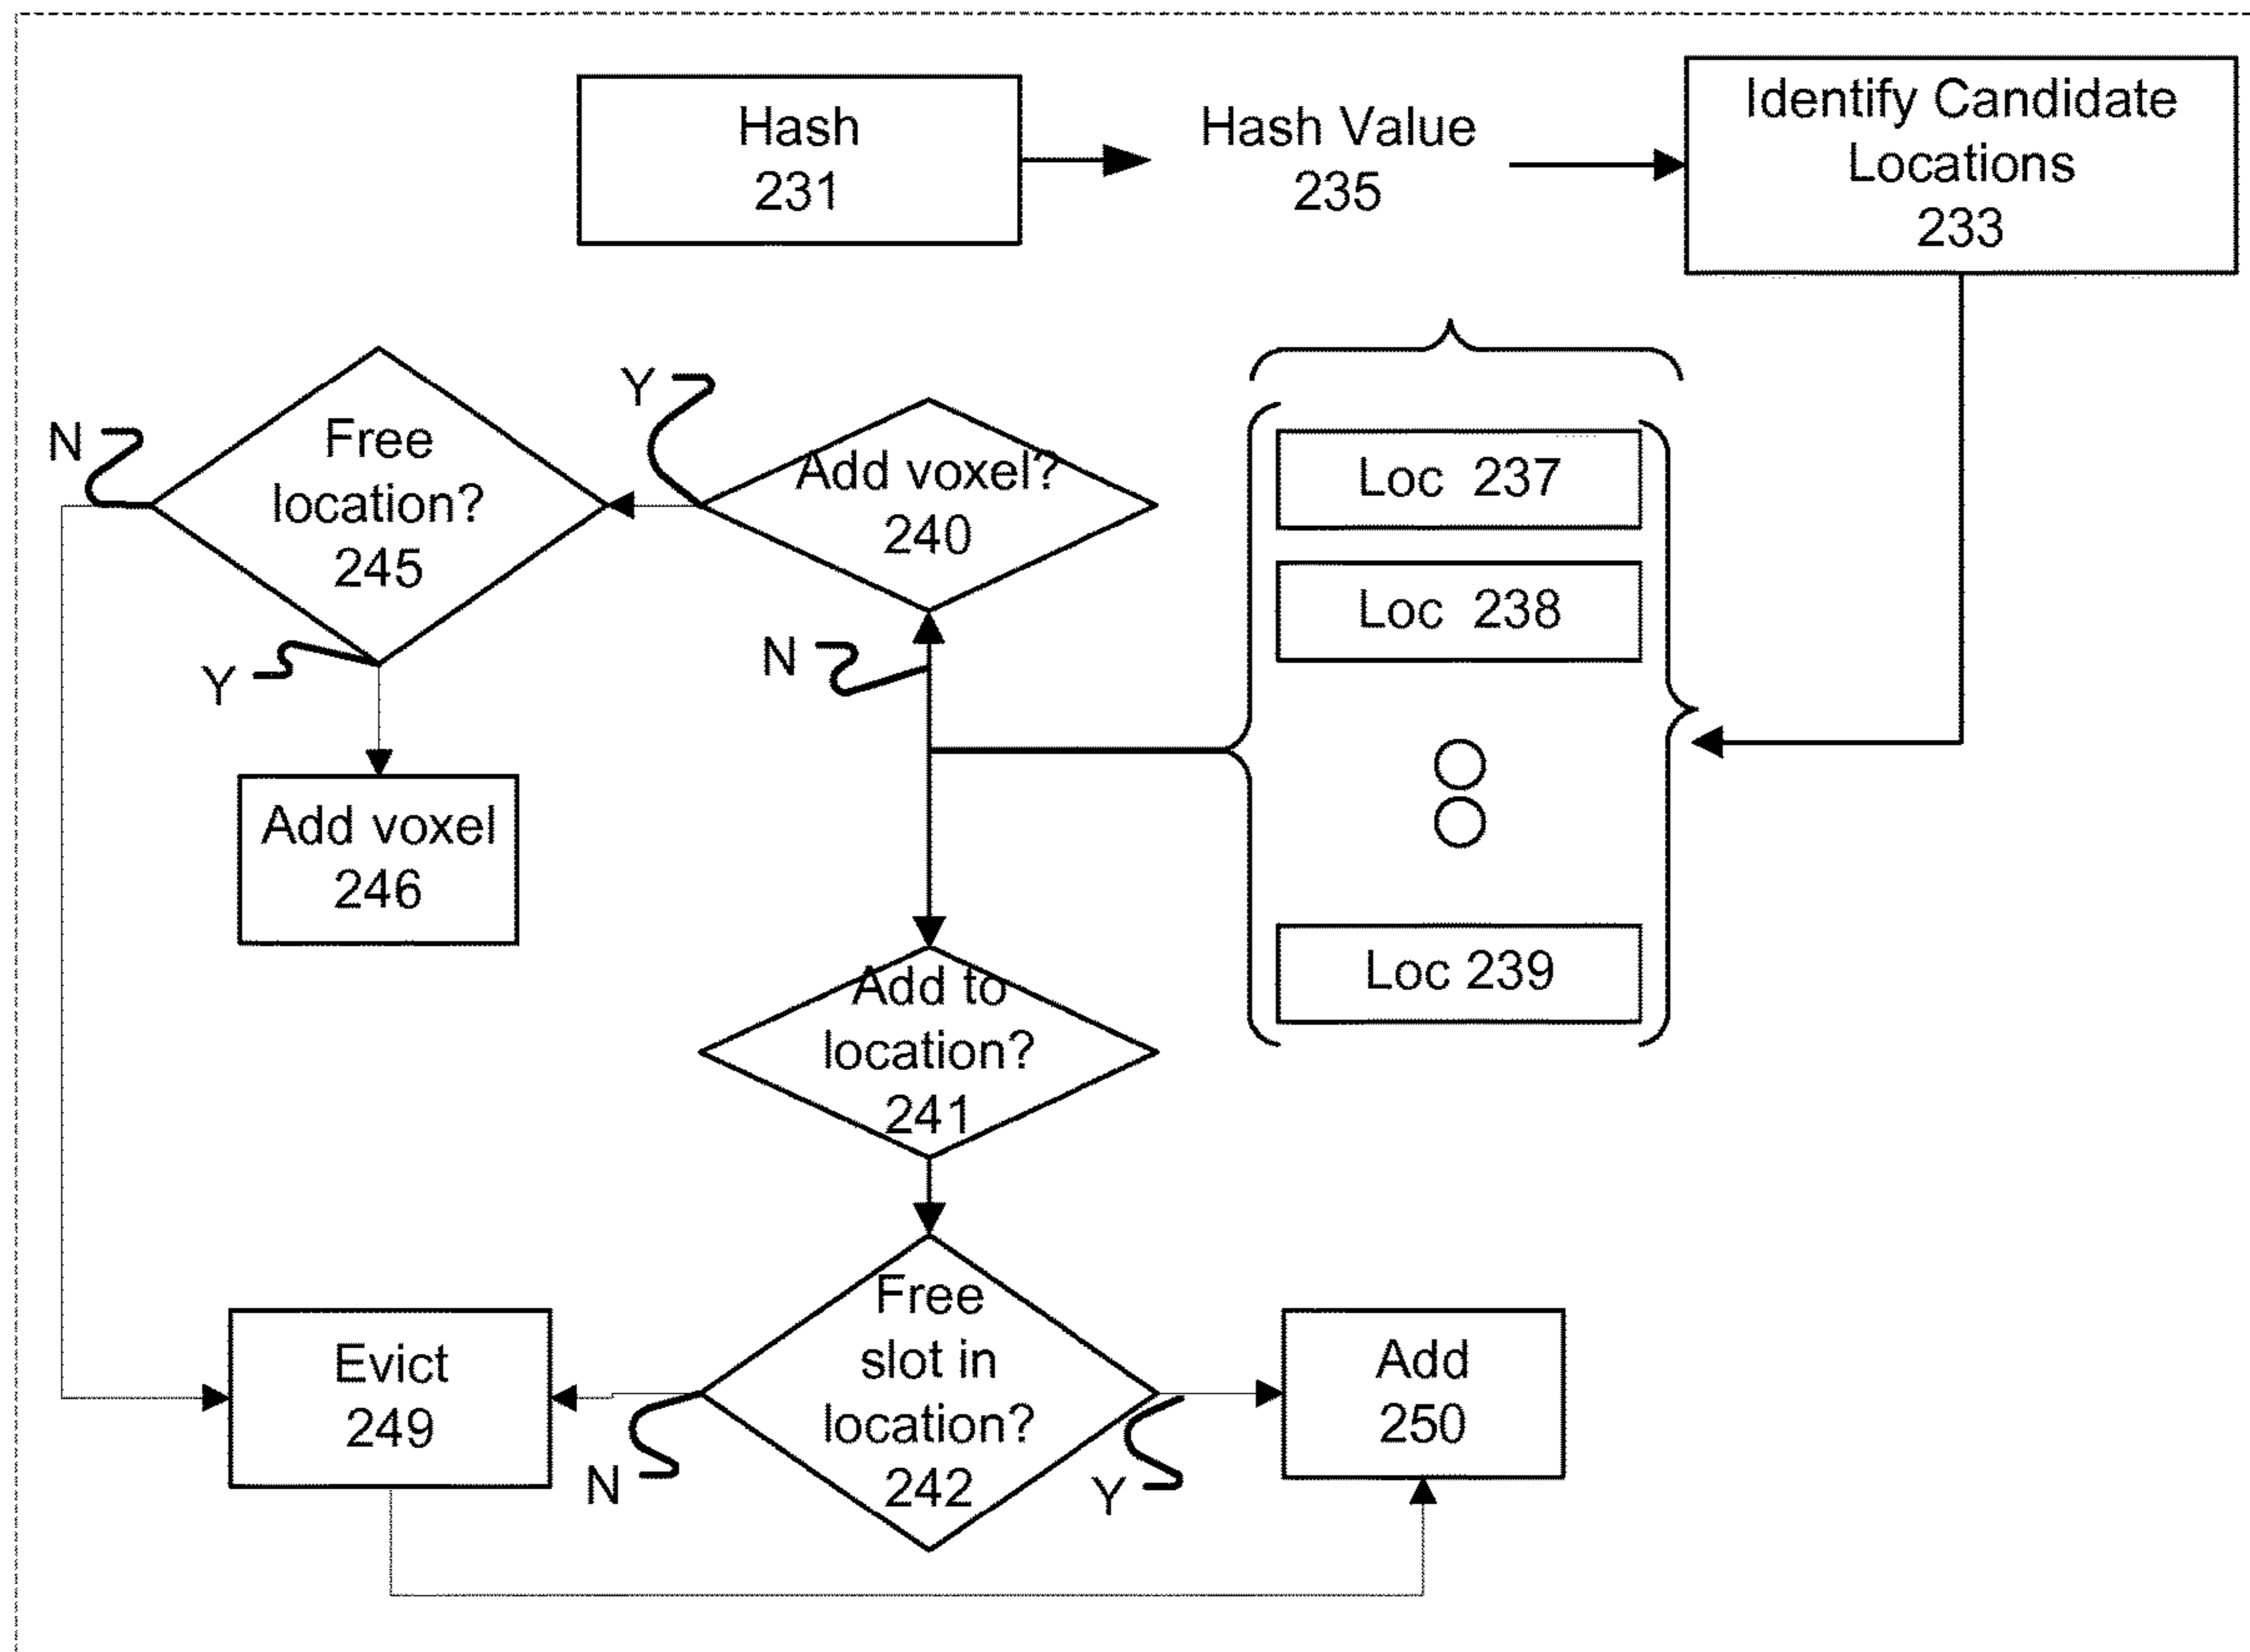 Hash
231
Hash Value
235
Identify Candidate
Locations
233
Free
location?
245
N
Y
Y
Add voxel?
240
N
Loc 237
Loc 238
Loc 239
Add voxel
246
Add to
location?
241
Free
slot in
location?
242
N
Y
Evict
249
Add
250